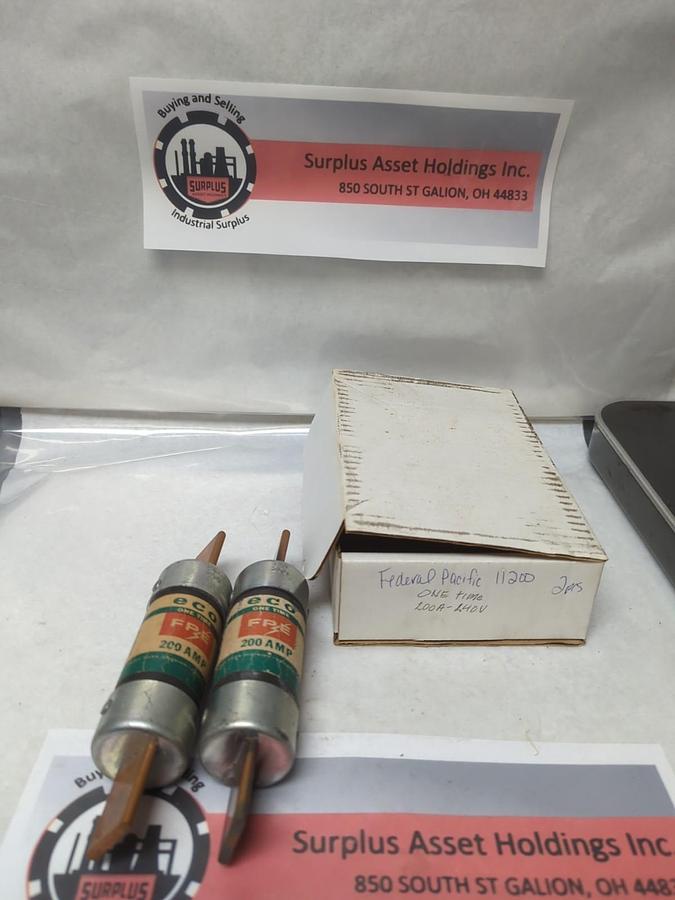 Buying and Selling
SURPLUS
Industrial Surplus
Surplus Asset Holdings Inc.
850 SOUTH ST GALION, OH 44833
Federal Pacific 11200
2pcs
ONE time
200A-240V
eco
ONE TIME
FPE
200 AMP
eco
ONE TIME
FPE
200 AMP
SURPLUS
Surplus Asset Holdings Inc
850 SOUTH ST GALION, OH 448